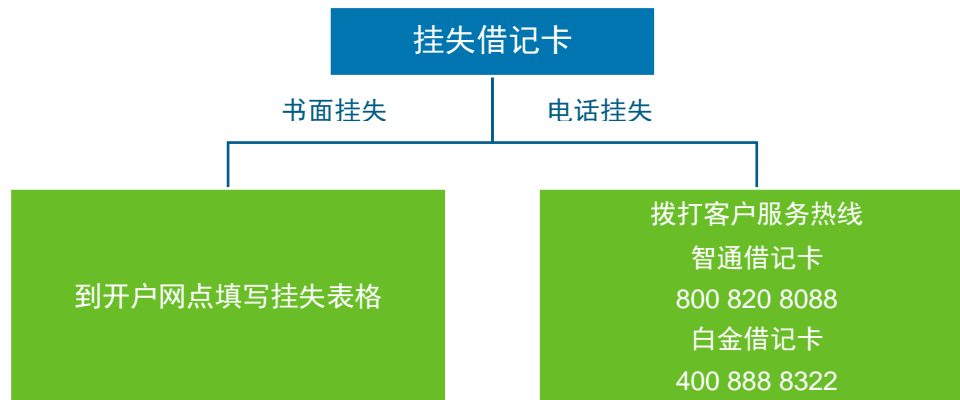 挂失借记卡
书面挂失
电话挂失
到开户网点填写挂失表格
拨打客户服务热线
智通借记卡
800 820 8088
白金借记卡
400 888 8322